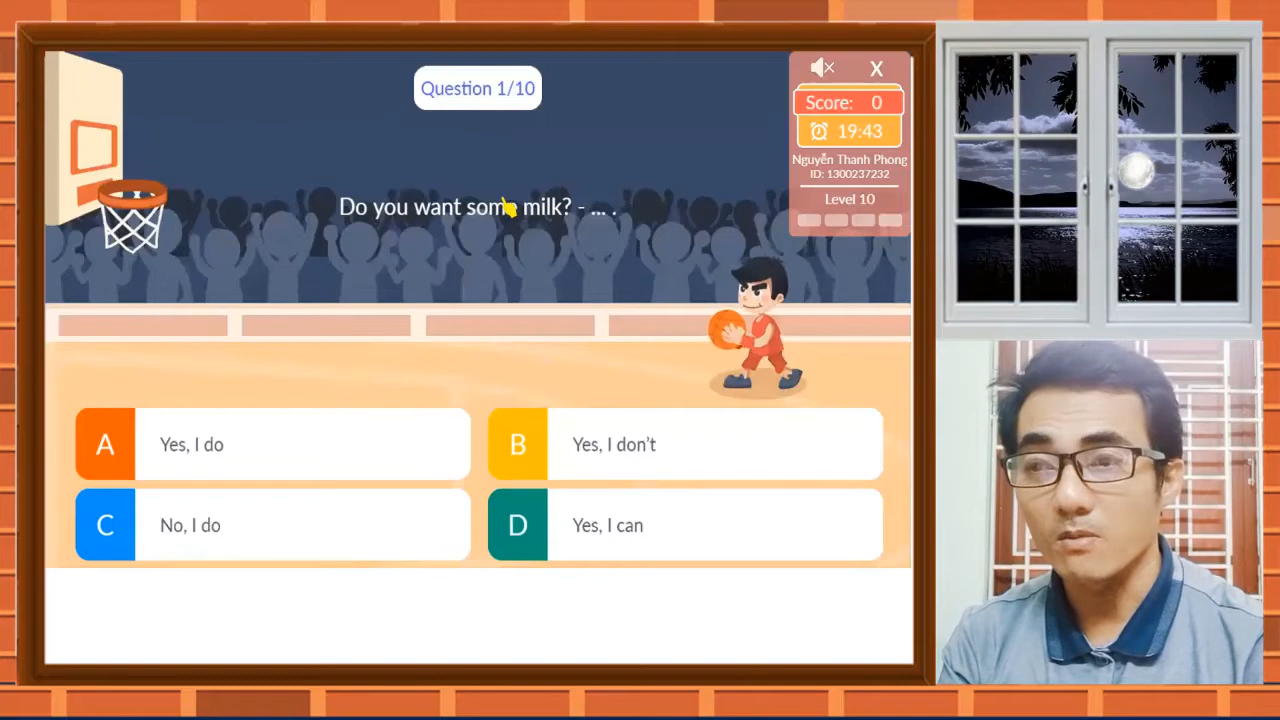 Question 1/10
X
Score: 0
19:43
Nguyễn Thanh Phong
ID: 1300237232
Level 10
Do you want some milk? - ... .
A Yes, I do
B Yes, I don't
C No, I do
D Yes, I can